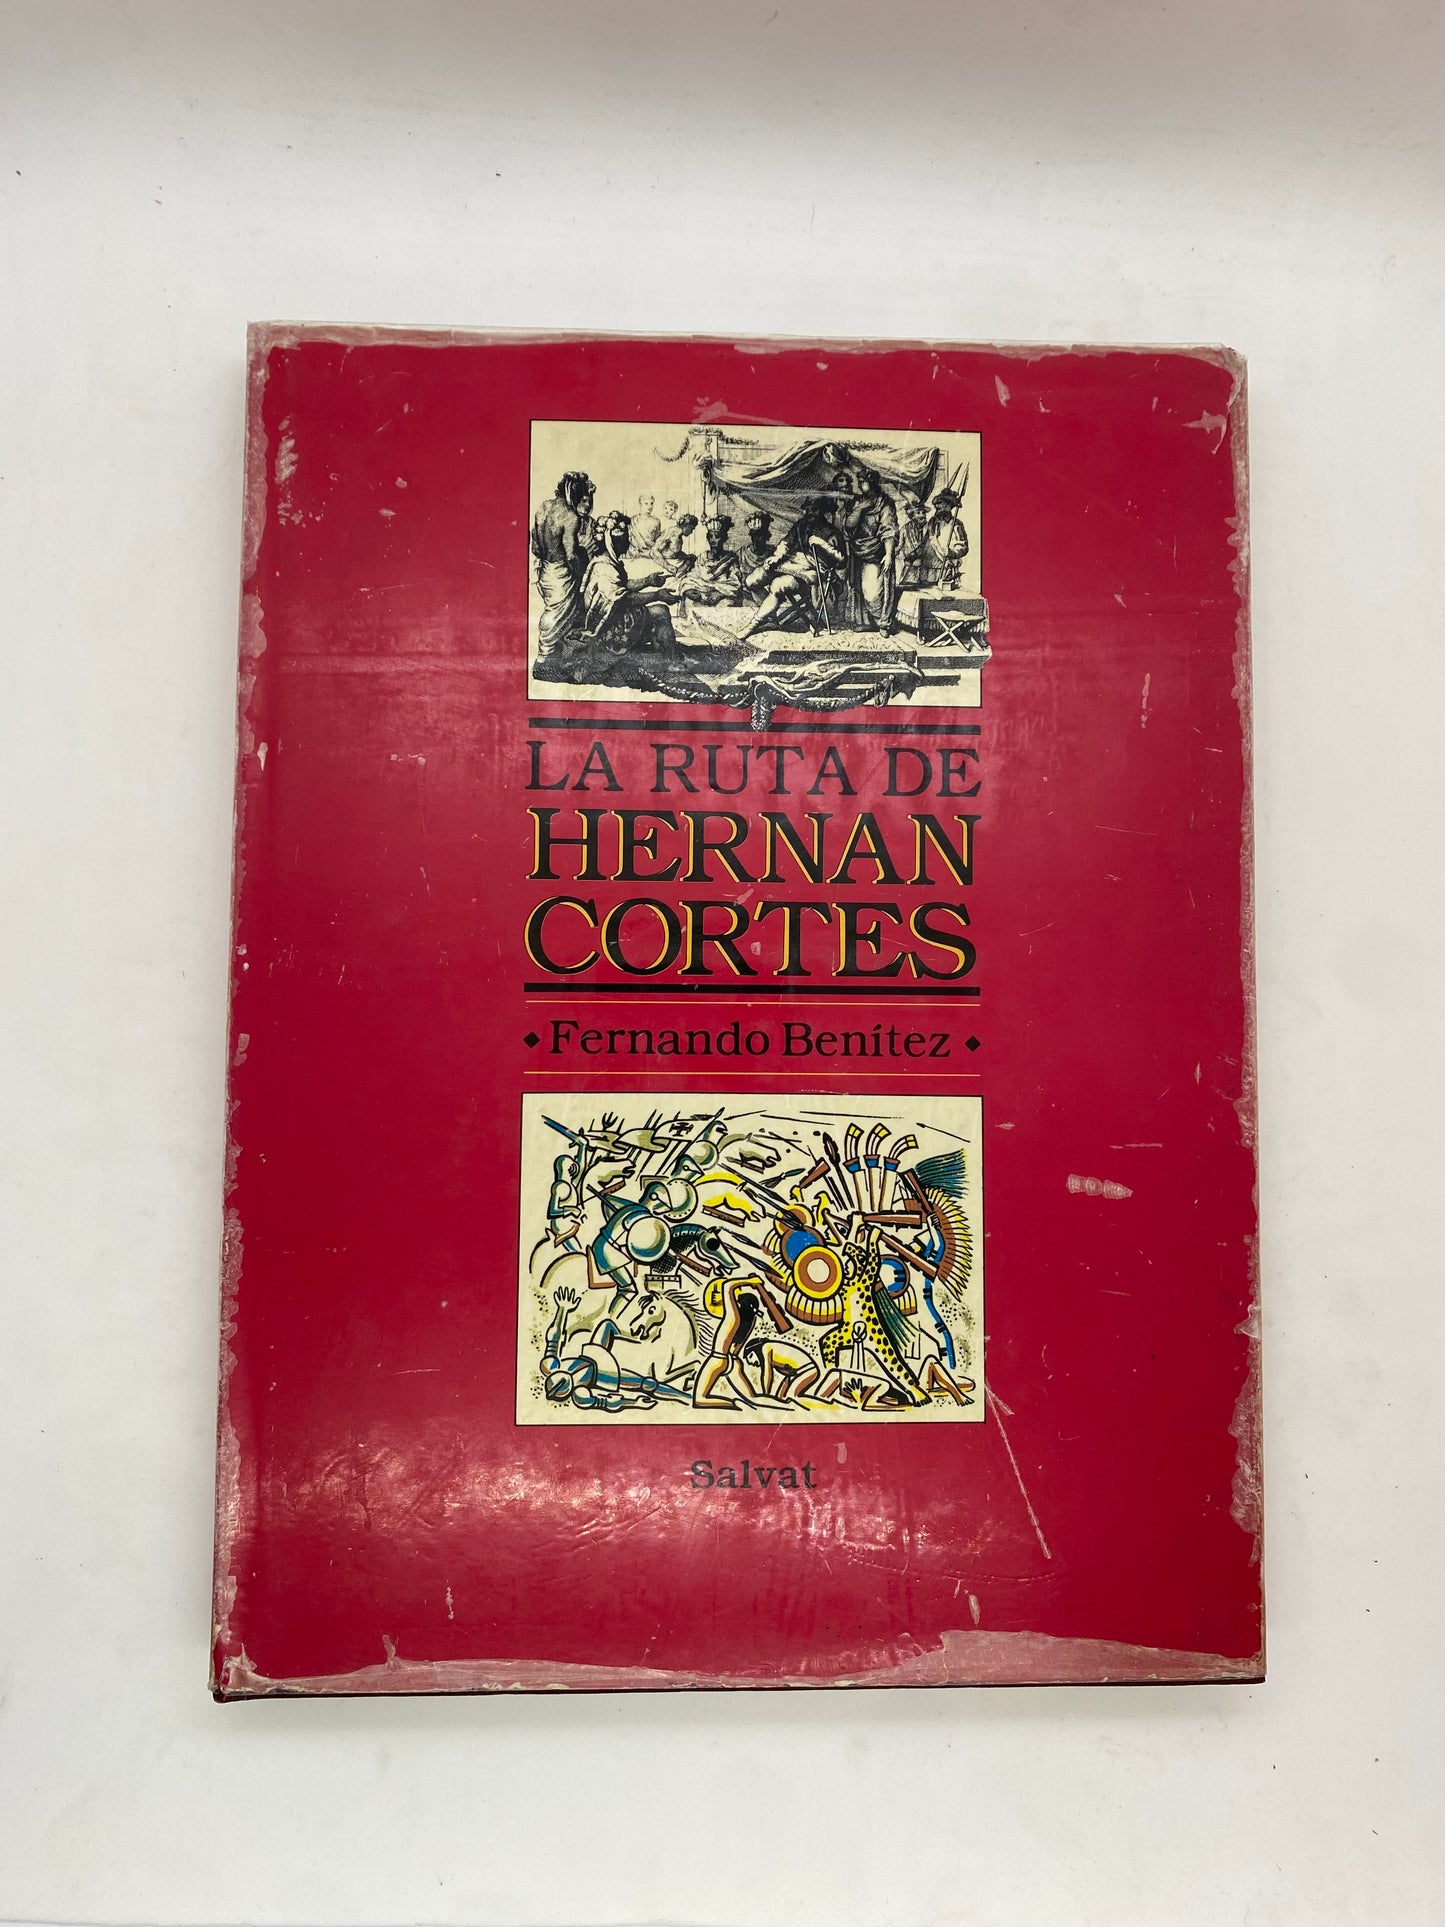 LA RUTA DE
HERNAN
CORTES
Fernando Benítez
Salvat